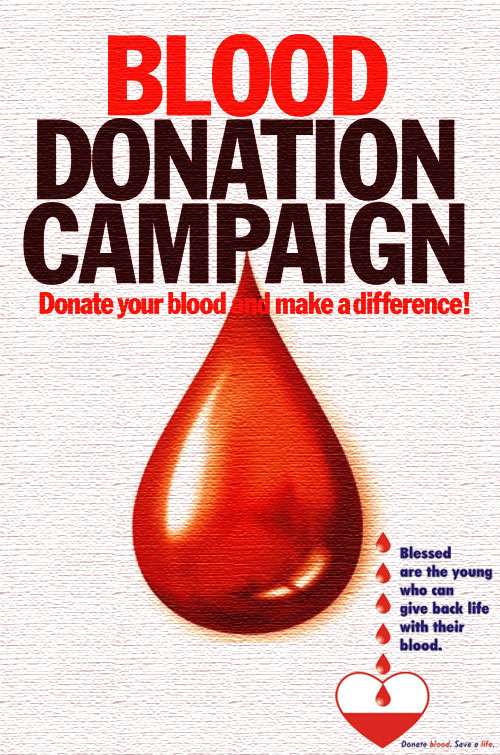 BLOOD
DONATION
CAMPAIGN
Donate your blood and make a difference!
Blessed
are the young
who can
give back life
with their
blood.
Donate blood. Save a life.